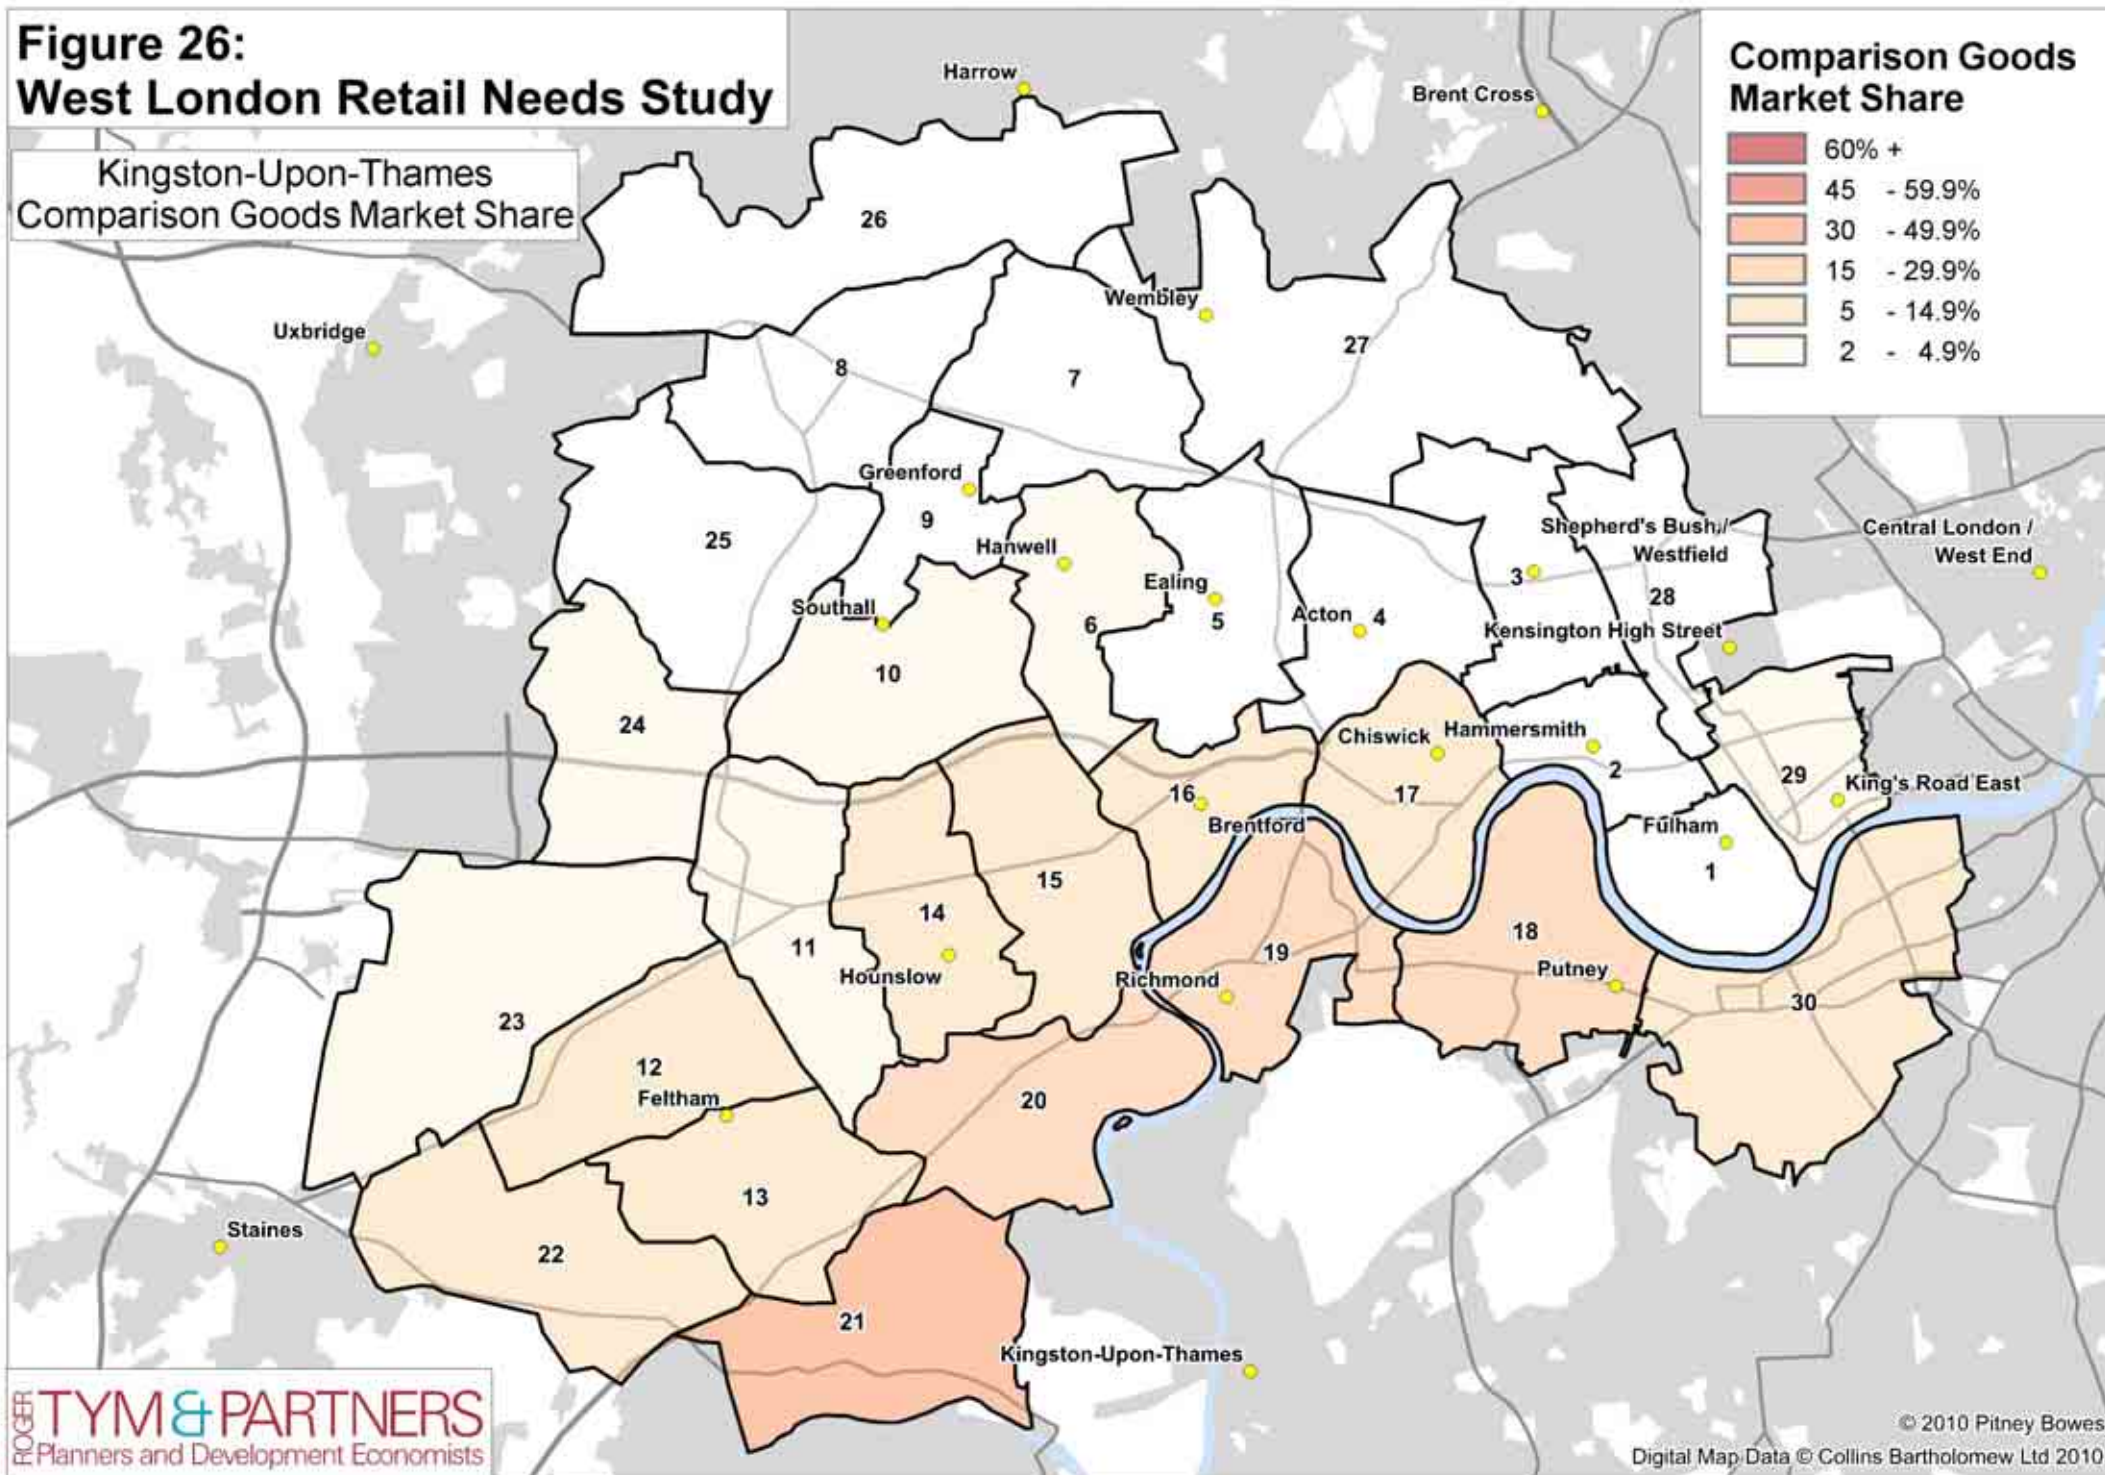 Figure 26:
West London Retail Needs Study
Kingston-Upon-Thames
Comparison Goods Market Share
Comparison Goods
Market Share
60% +
45 - 59.9%
30 - 49.9%
15 - 29.9%
5 - 14.9%
2 - 4.9%
Harrow
Brent Cross
26
Wembley
Uxbridge
27
8
7
Greenford
9
25
Hanwell
Shepherd's Bush /
Westfield
Central London /
West End
3
Ealing
28
Southall
6
5
Acton
4
Kensington High Street
10
24
Chiswick
Hammersmith
2
29
King's Road East
16
17
Brentford
Fulham
1
15
14
11
18
19
Hounslow
Richmond
Putney
30
23
12
Feltham
20
13
Staines
22
21
Kingston-Upon-Thames
ROGER
TYM & PARTNERS
Planners and Development Economists
© 2010 Pitney Bowes
Digital Map Data © Collins Bartholomew Ltd 2010